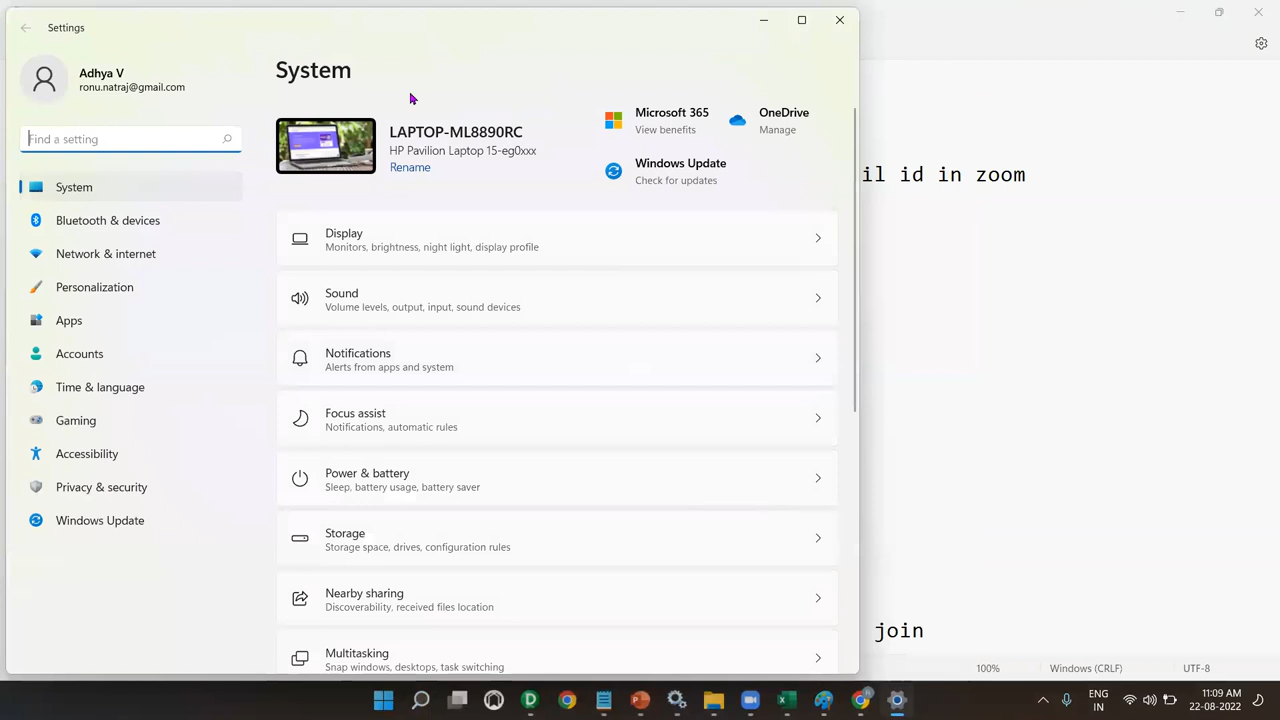 Settings
Adhya V
ronu.natraj@gmail.com
Find a setting
System
Bluetooth & devices
Network & internet
Personalization
Apps
Accounts
Time & language
Gaming
Accessibility
Privacy & security
Windows Update
System
LAPTOP-ML8890RC
HP Pavilion Laptop 15-eg0xxx
Rename
Microsoft 365
View benefits
OneDrive
Manage
Windows Update
Check for updates
Display
Monitors, brightness, night light, display profile
Sound
Volume levels, output, input, sound devices
Notifications
Alerts from apps and system
Focus assist
Notifications, automatic rules
Power & battery
Sleep, battery usage, battery saver
Storage
Storage space, drives, configuration rules
Nearby sharing
Discoverability, received files location
Multitasking
Snap windows, desktops, task switching
il id in zoom
join
100%
Windows (CRLF)
UTF-8
ENG
IN
11:09 AM
22-08-2022